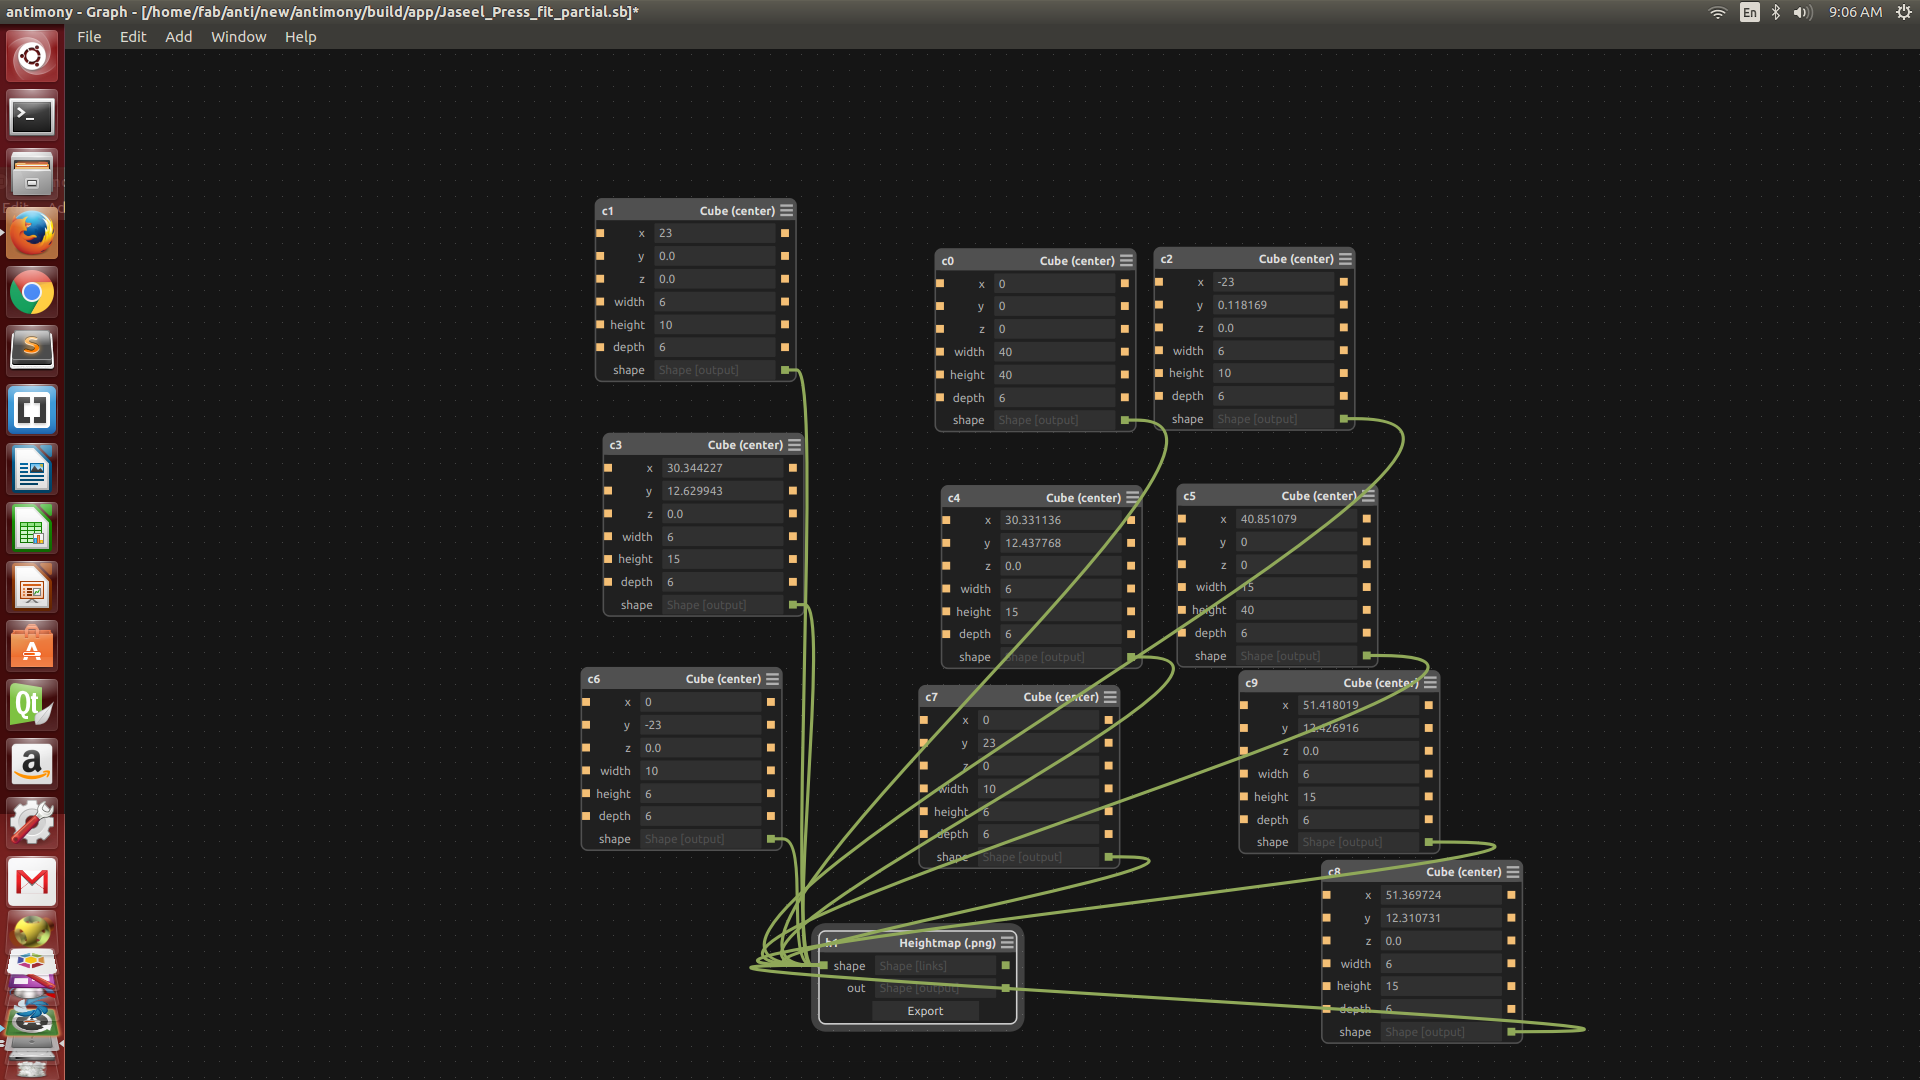 antimony - Graph - [/home/fab/anti/new/antimony/build/app/Jaseel_Press_fit_partial.sb]*
En
9:06 AM
File Edit Add Window Help
c1 Cube (center)
x 23
y 0.0
z 0.0
width 6
height 10
depth 6
shape Shape [output]
c0 Cube (center)
x 0
y 0
z 0
width 40
height 40
depth 6
shape Shape [output]
c2 Cube (center)
x -23
y 0.118169
z 0.0
width 6
height 10
depth 6
shape Shape [output]
c3 Cube (center)
x 30.344227
y 12.629943
z 0.0
width 6
height 15
depth 6
shape Shape [output]
c4 Cube (center)
x 30.331136
y 12.437768
z 0.0
width 6
height 15
depth 6
shape Shape [output]
c5 Cube (center)
x 40.851079
y 0
z 0
width 15
height 40
depth 6
shape Shape [output]
c6 Cube (center)
x 0
y -23
z 0.0
width 10
height 6
depth 6
shape Shape [output]
c7 Cube (center)
x 0
y 23
z 0
width 10
height 6
depth 6
shape Shape [output]
c9 Cube (center)
x 51.418019
y 12.426916
z 0.0
width 6
height 15
depth 6
shape Shape [output]
c8 Cube (center)
x 51.369724
y 12.310731
z 0.0
width 6
height 15
depth 6
shape Shape [output]
Heightmap (.png)
shape Shape [links]
out Shape [output]
Export